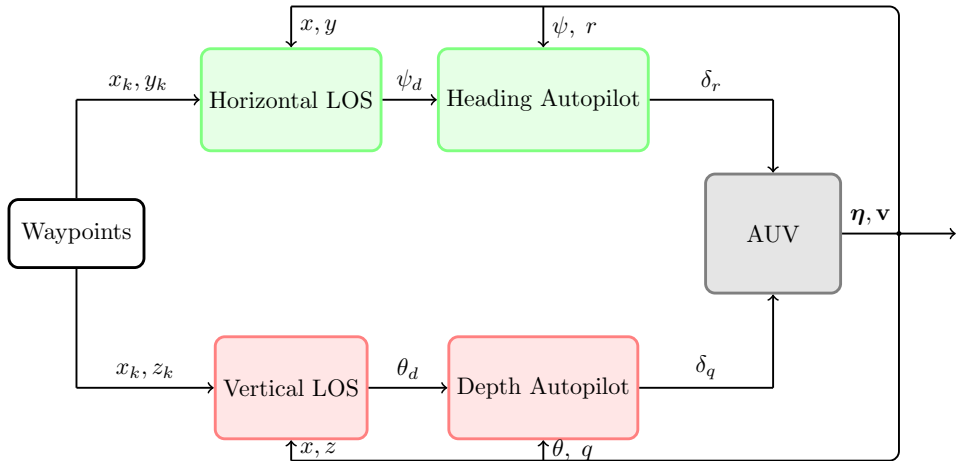 x, y
ψ, r
x_k, y_k
Horizontal LOS
ψ_d
Heading Autopilot
δ_r
Waypoints
AUV
η, v
x_k, z_k
Vertical LOS
θ_d
Depth Autopilot
δ_q
x, z
θ, q